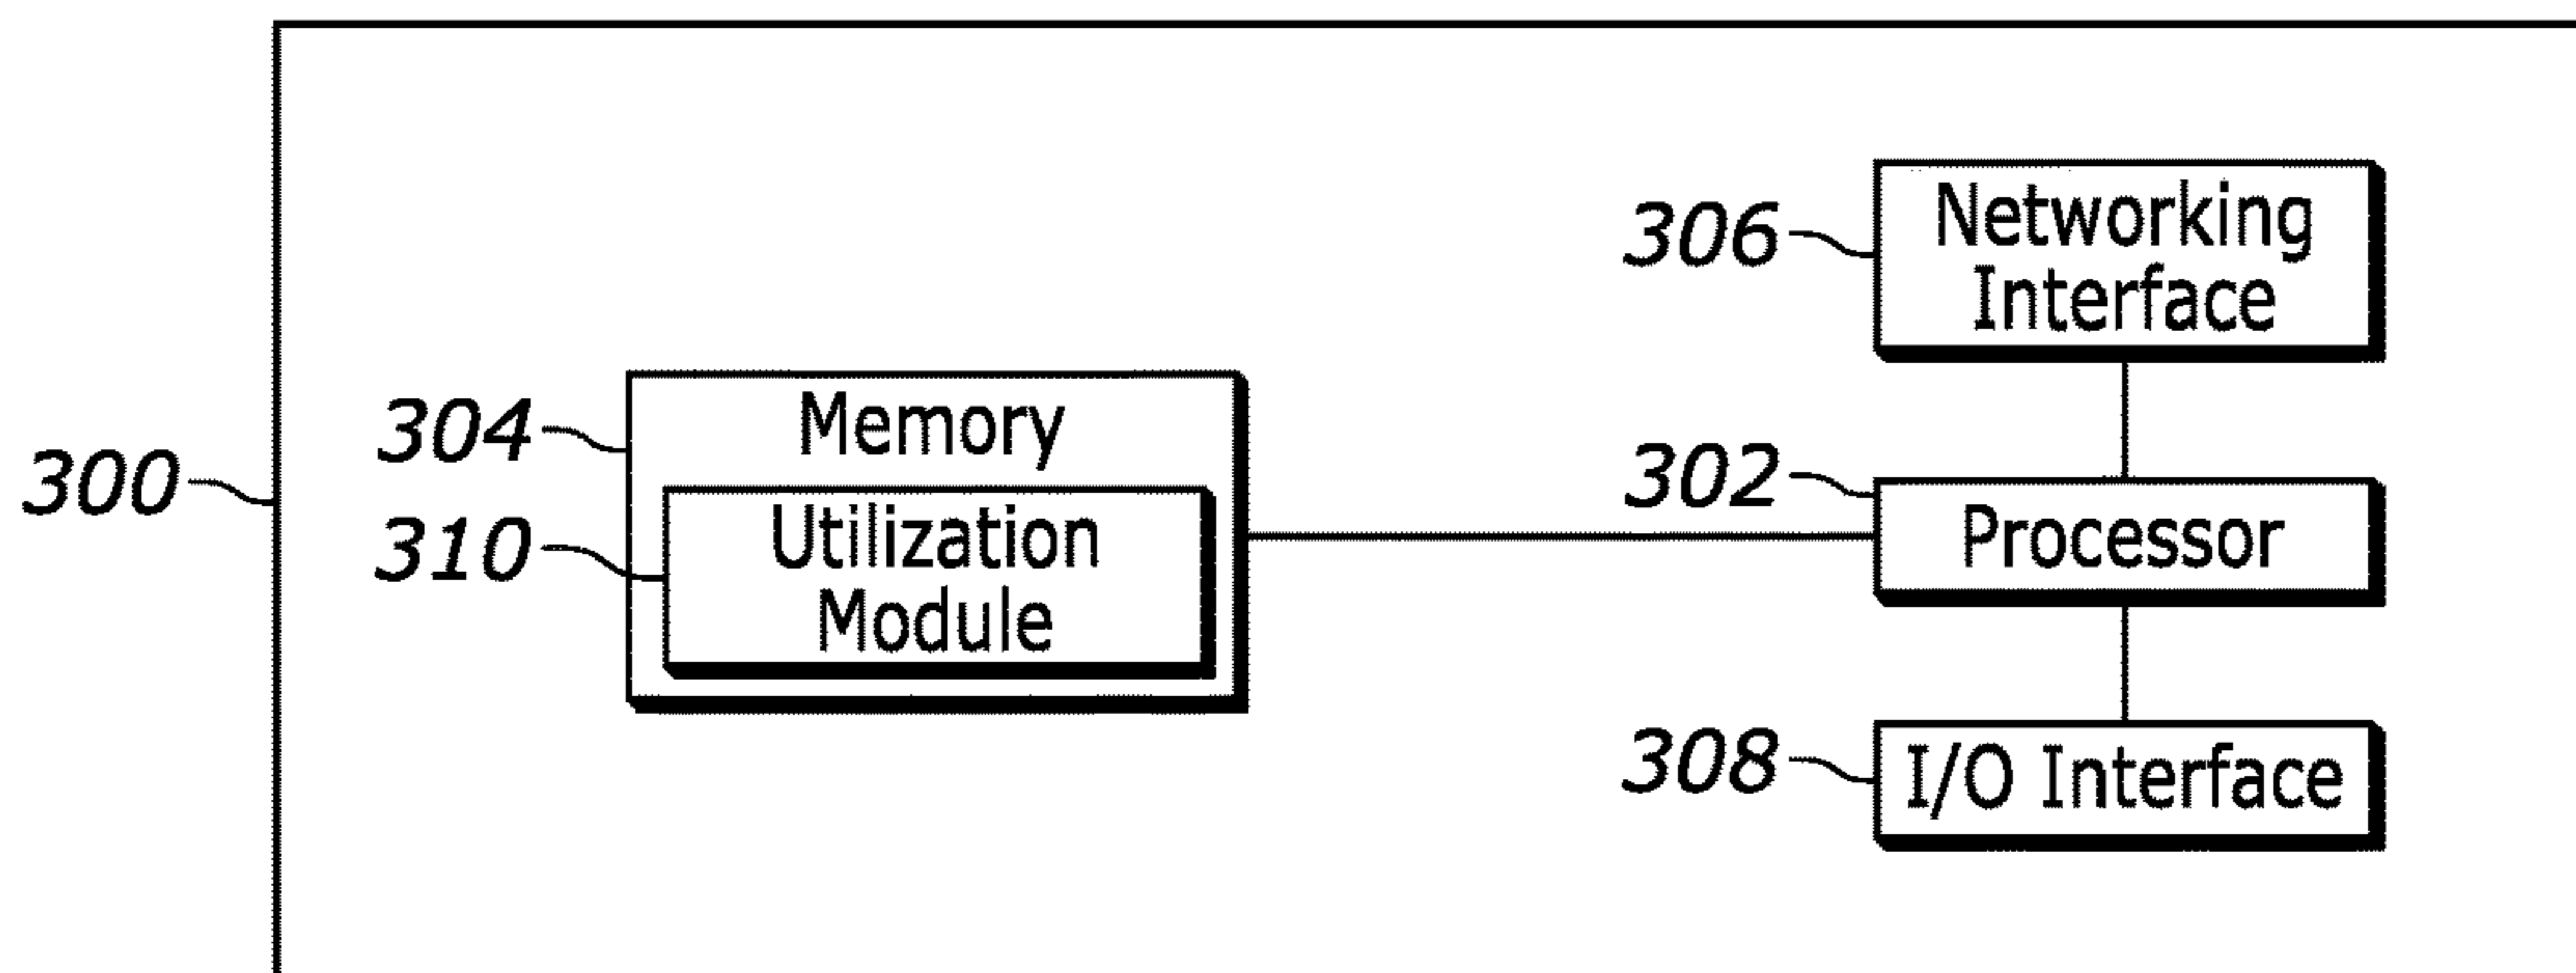 306
Networking
Interface
304
Memory
300
302
Processor
310
Utilization
Module
308
I/O Interface